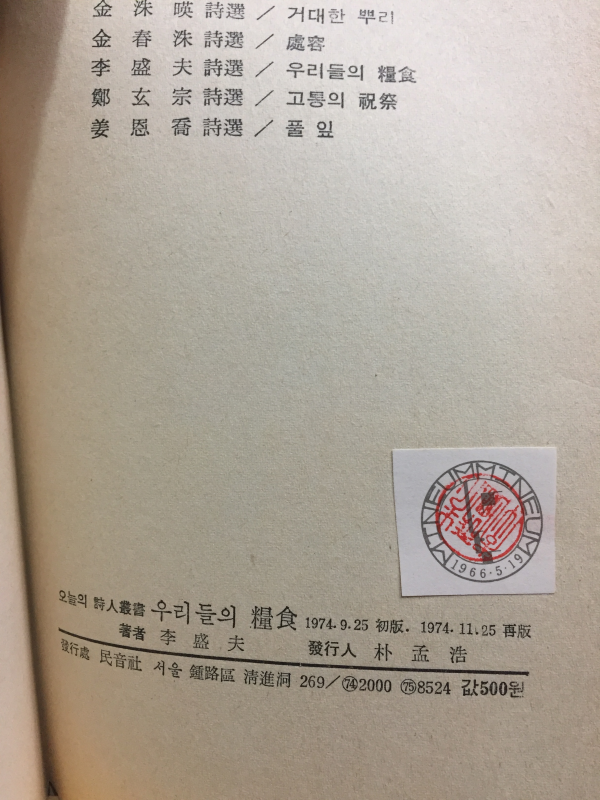 金洙暎 詩選 / 거대한 뿌리
金春洙 詩選 / 處容
李盛夫 詩選 / 우리들의 糧食
鄭玄宗 詩選 / 고통의 祝祭
姜恩喬 詩選 / 풀잎
MINEUMMINEUM
1966·5·19
오늘의 詩人叢書 우리들의 糧食 1974.9.25 初版. 1974.11.25 再版
著者 李盛夫 發行人 朴孟浩
發行處 民音社 서울 鍾路區 淸進洞 269/㉔2000 8524 값500원